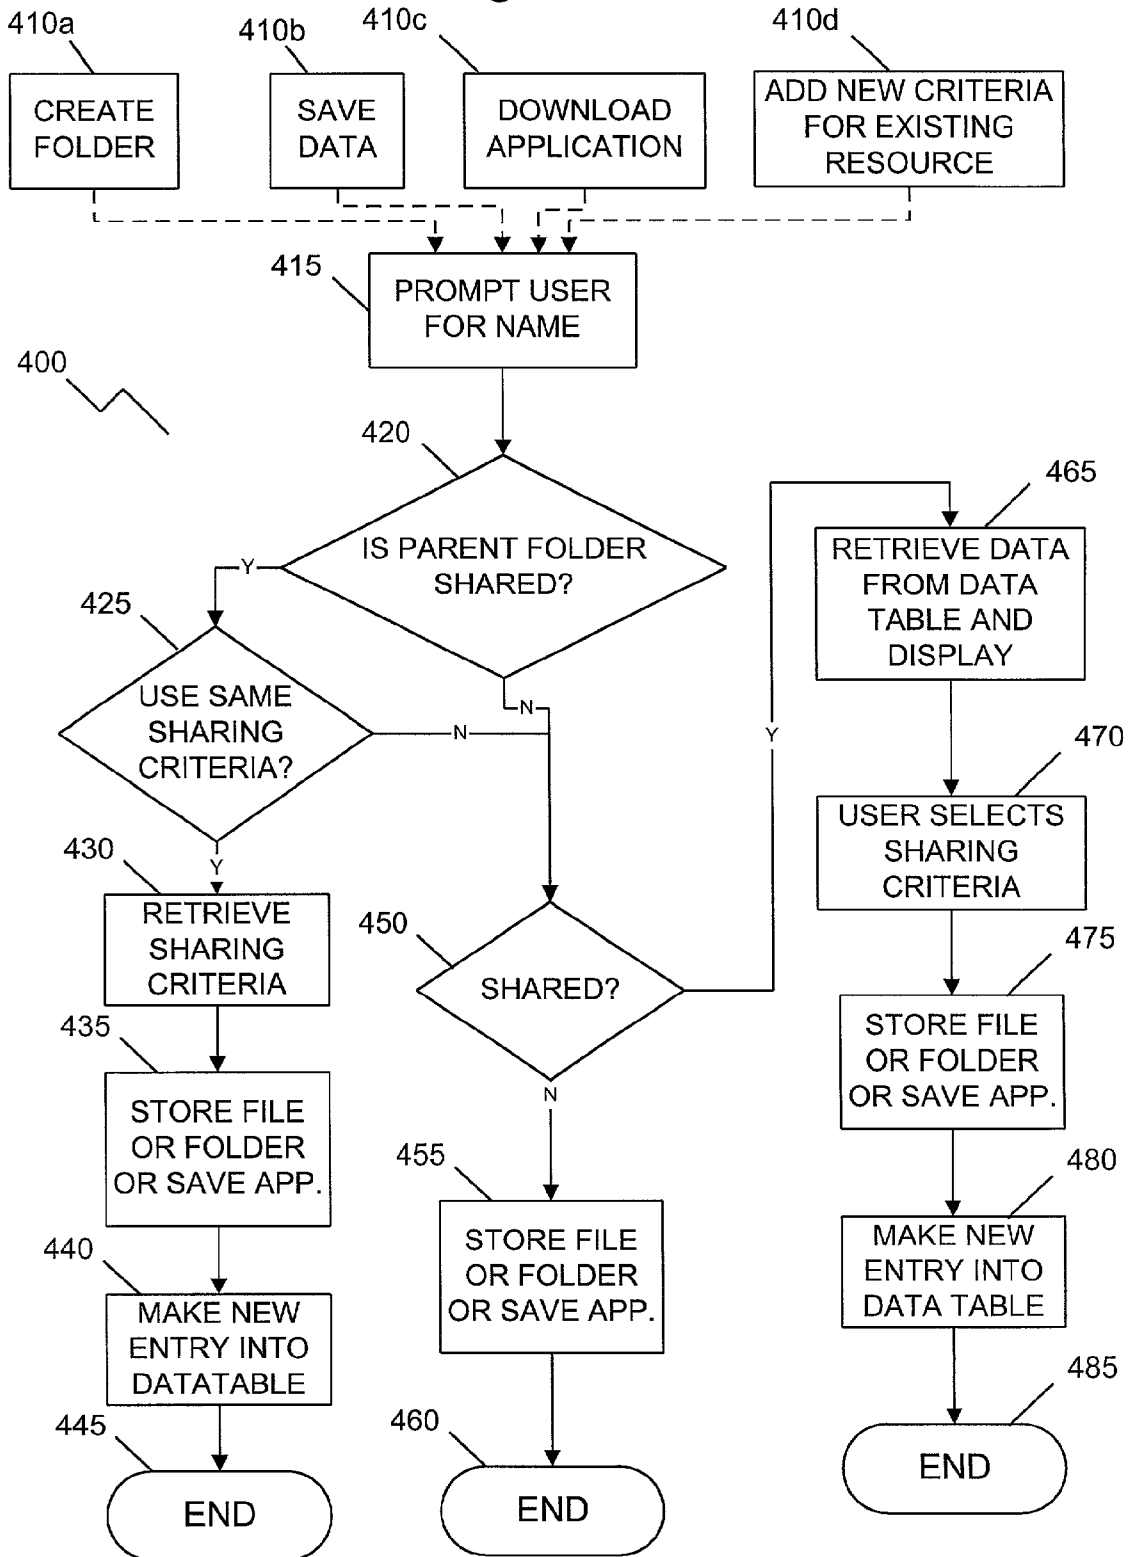 410a
410b
410c
410d
CREATE
FOLDER
SAVE
DATA
DOWNLOAD
APPLICATION
ADD NEW CRITERIA
FOR EXISTING
RESOURCE
415
PROMPT USER
FOR NAME
400
420
IS PARENT FOLDER
SHARED?
Y
N
425
USE SAME
SHARING
CRITERIA?
N
Y
430
RETRIEVE
SHARING
CRITERIA
435
STORE FILE
OR FOLDER
OR SAVE APP.
440
MAKE NEW
ENTRY INTO
DATATABLE
445
END
450
SHARED?
Y
N
455
STORE FILE
OR FOLDER
OR SAVE APP.
460
END
465
RETRIEVE DATA
FROM DATA
TABLE AND
DISPLAY
470
USER SELECTS
SHARING
CRITERIA
475
STORE FILE
OR FOLDER
OR SAVE APP.
480
MAKE NEW
ENTRY INTO
DATA TABLE
485
END